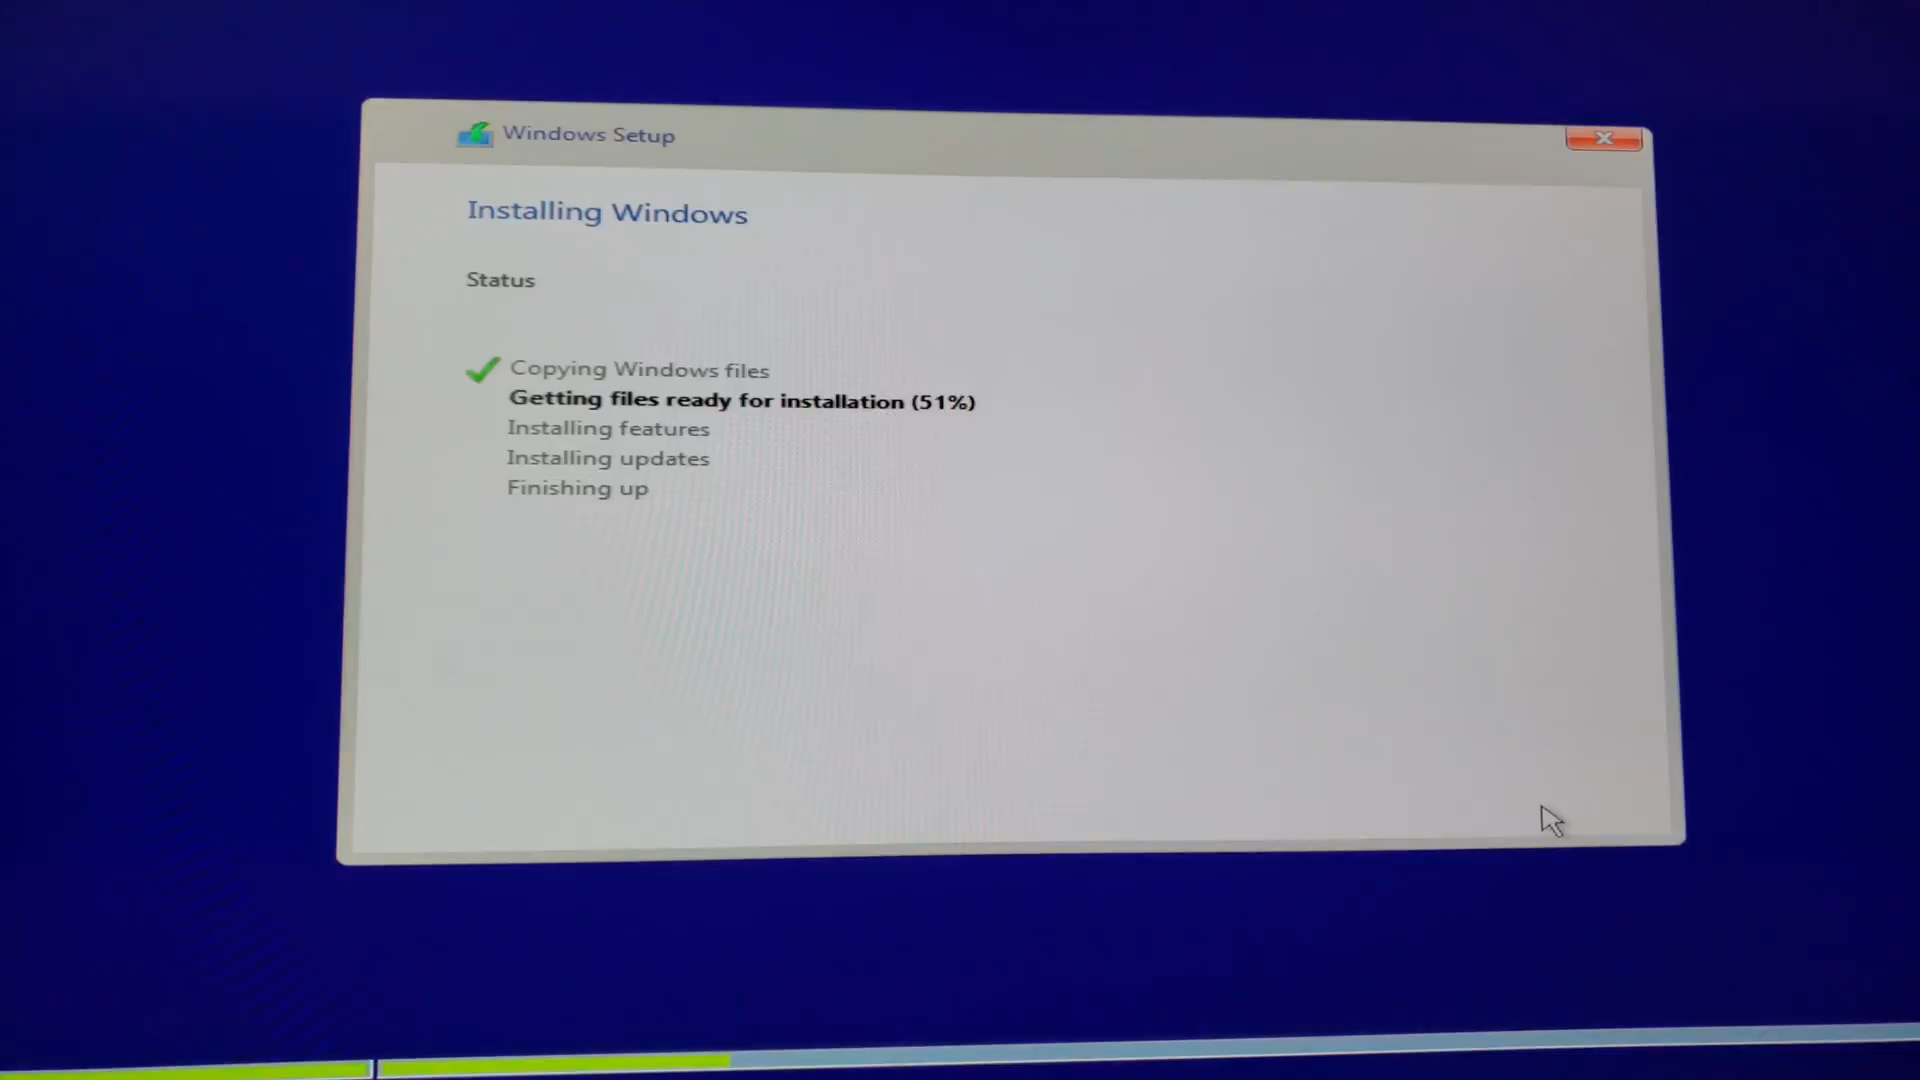 Windows Setup
Installing Windows
Status
Copying Windows files
Getting files ready for installation (51%)
Installing features
Installing updates
Finishing up